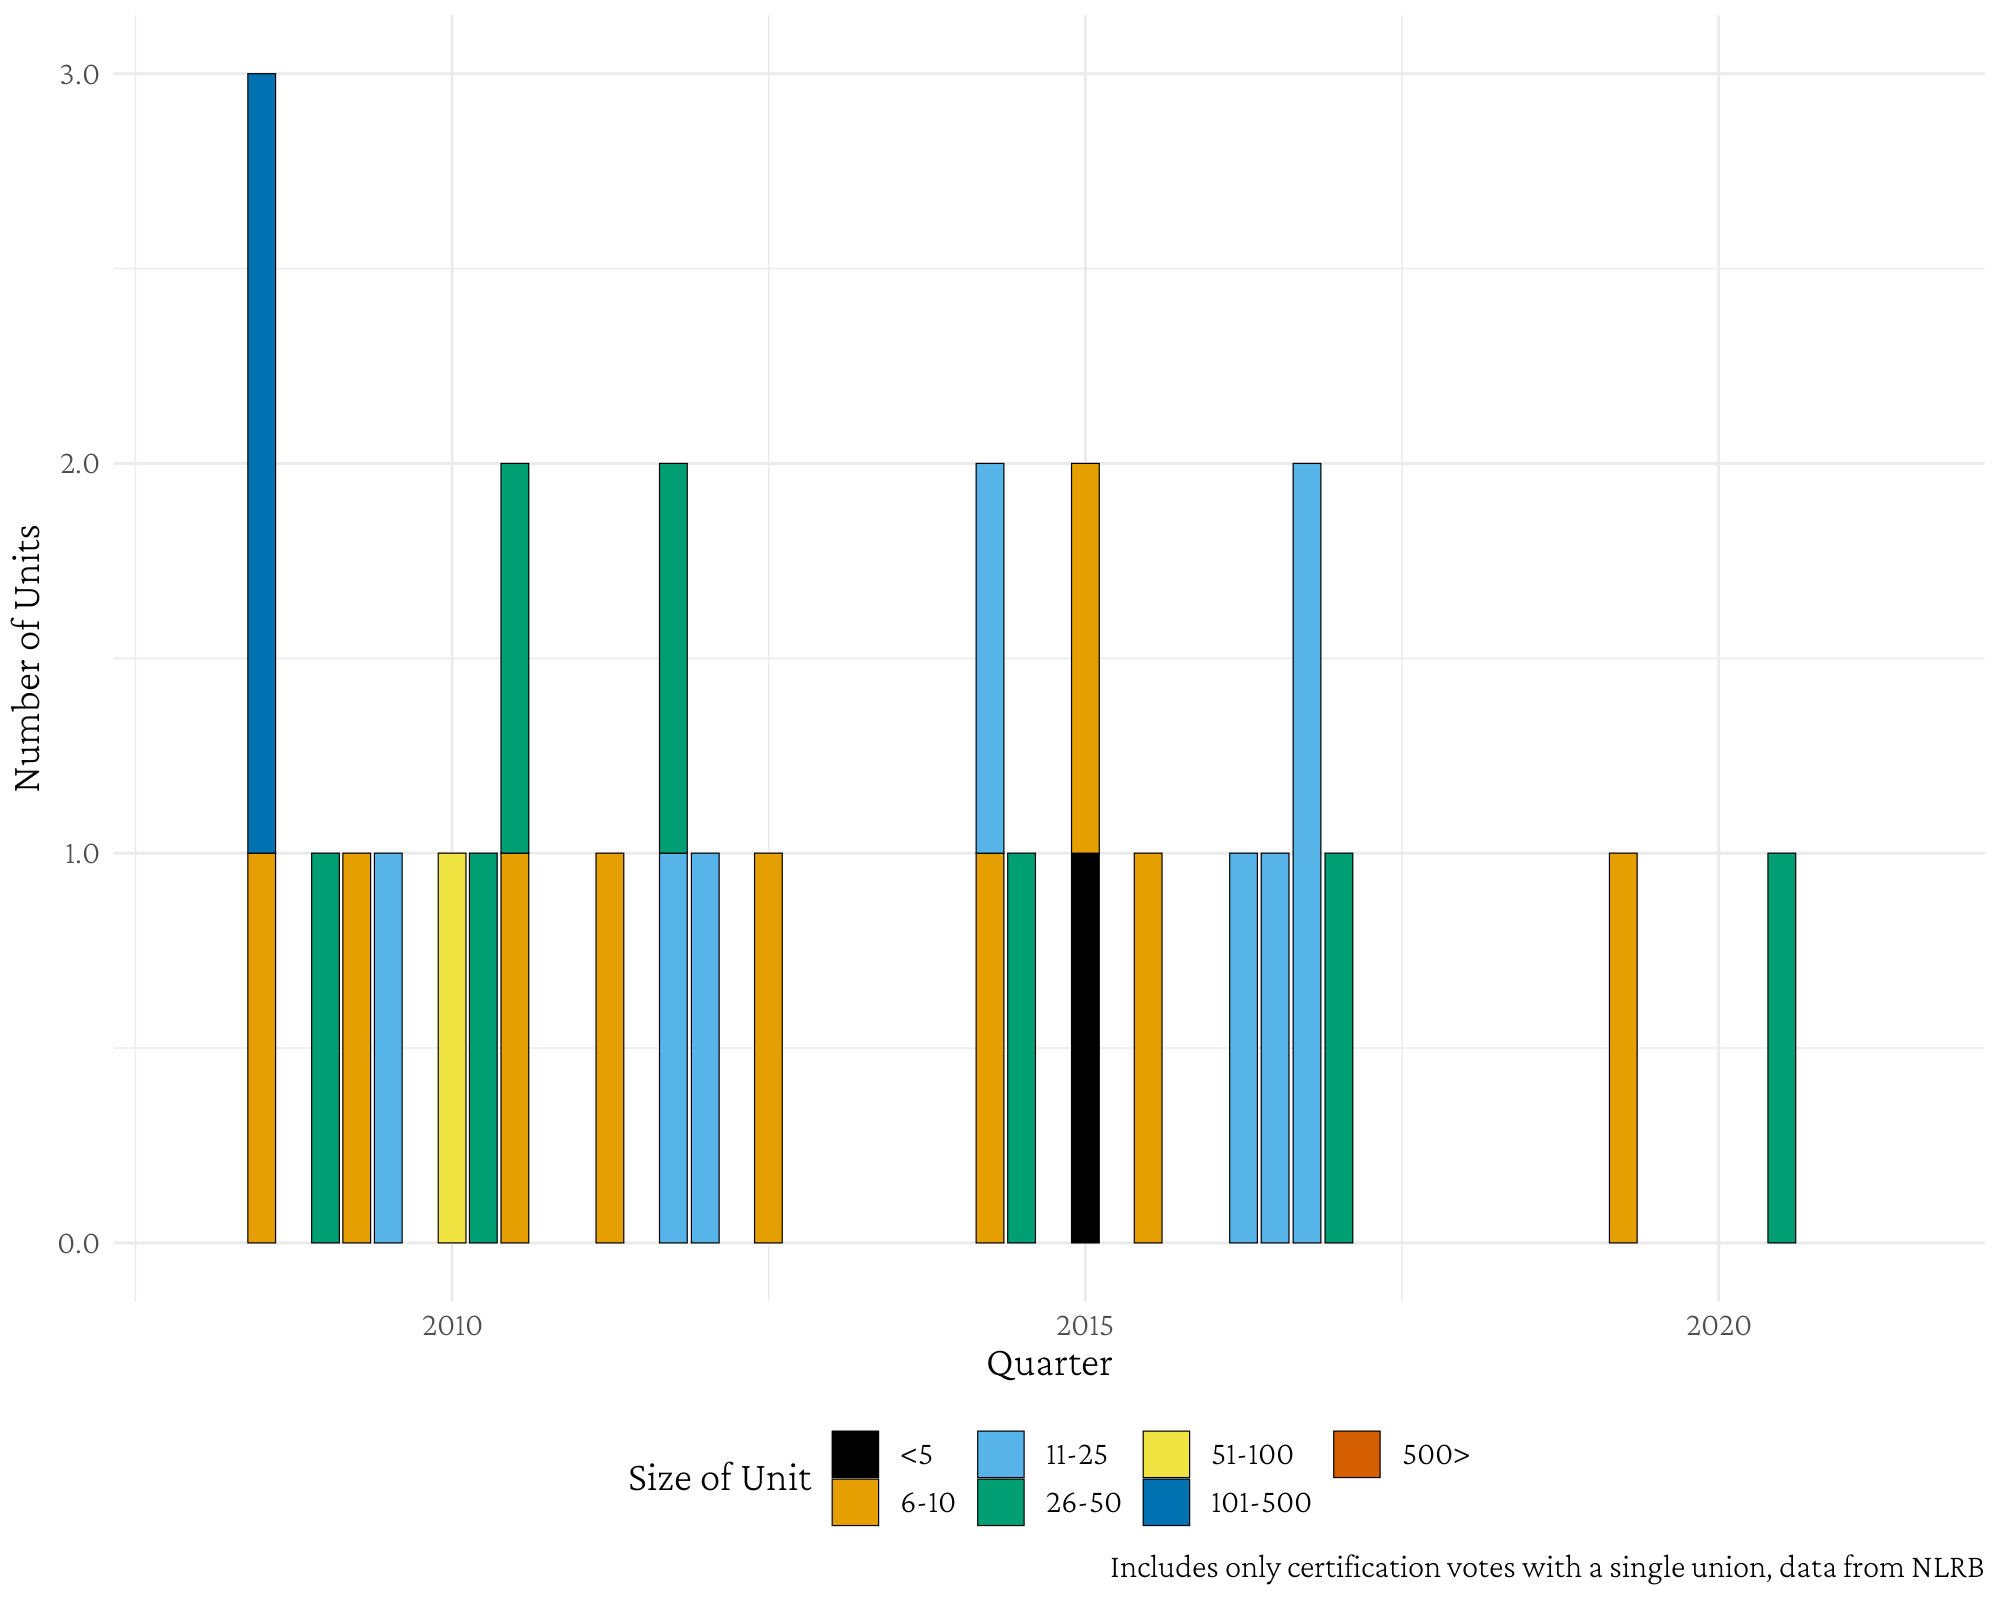 3.0
2.0
1.0
0.0
Number of Units
2010 2015 2020
Quarter
Size of Unit
<5 11-25 51-100 500>
6-10 26-50 101-500
Includes only certification votes with a single union, data from NLRB